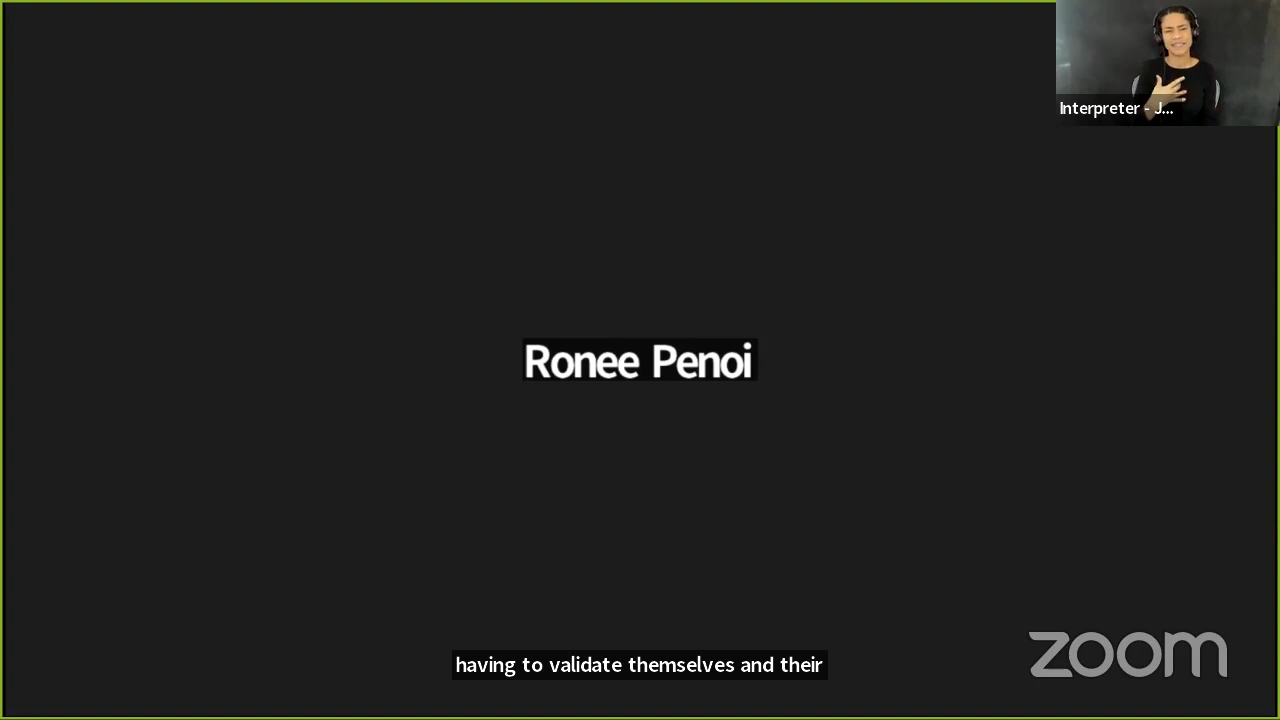 Interpreter - J...
Ronee Penoi
having to validate themselves and their
zoom